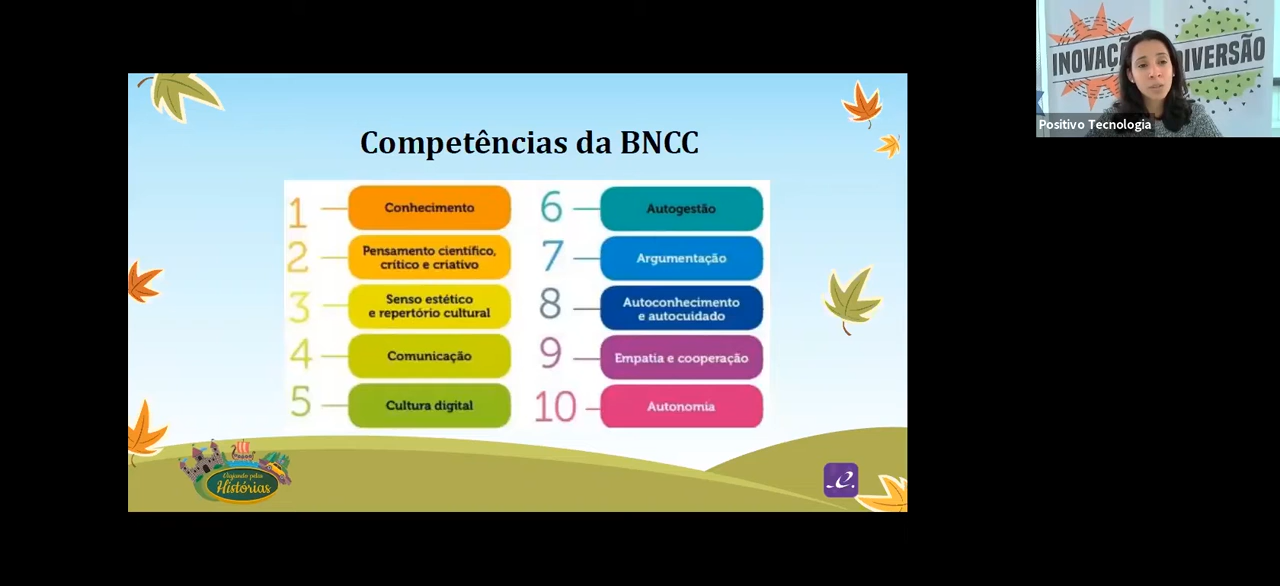 Competências da BNCC
1 Conhecimento
2 Pensamento científico,
crítico e criativo
3 Senso estético
e repertório cultural
4 Comunicação
5 Cultura digital
6 Autogestão
7 Argumentação
8 Autoconhecimento
e autocuidado
9 Empatia e cooperação
10 Autonomia
Viajando pelas
Histórias
e
INOVAÇ
DIVERSÃO
Positivo Tecnologia